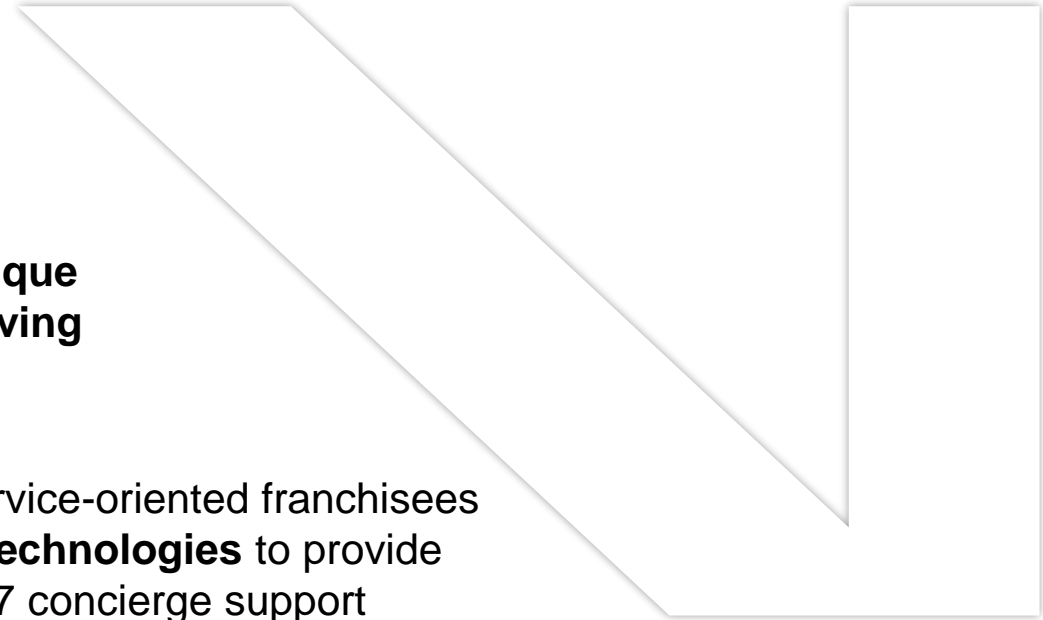 que
ving
rvice-oriented franchisees
echnologies to provide
7 concierge support